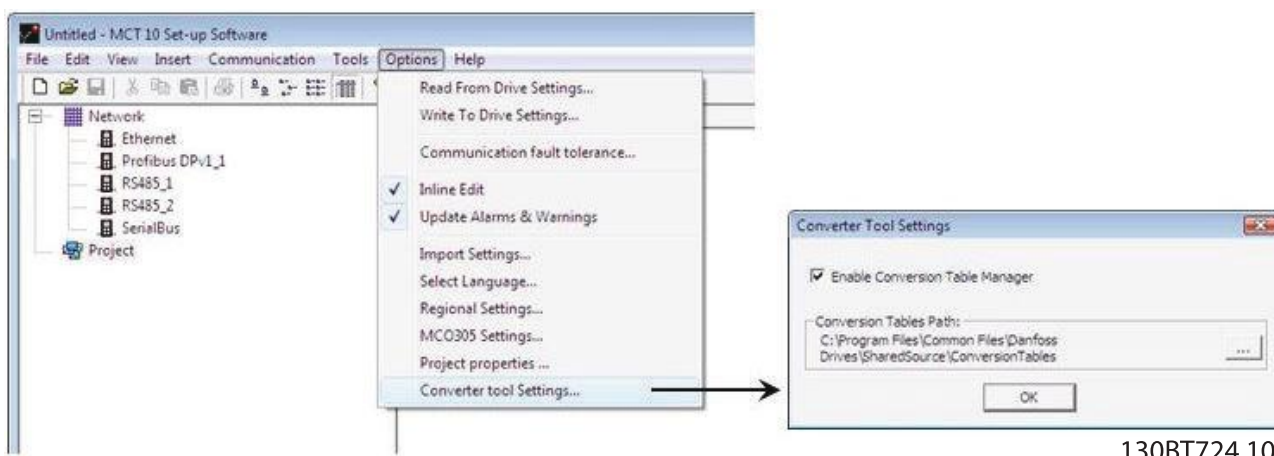 Untitled - MCT 10 Set-up Software
File Edit View Insert Communication Tools Options Help
Network
Ethernet
Profibus DPv1_1
RS485_1
RS485_2
SerialBus
Project
Read From Drive Settings...
Write To Drive Settings...
Communication fault tolerance...
Inline Edit
Update Alarms & Warnings
Import Settings...
Select Language...
Regional Settings...
MCO305 Settings...
Project properties ...
Converter tool Settings...
Converter Tool Settings
Enable Conversion Table Manager
Conversion Tables Path:
C:\Program Files\Common Files\Danfoss
Drives\SharedSource\ConversionTables
...
OK
130BT724.10